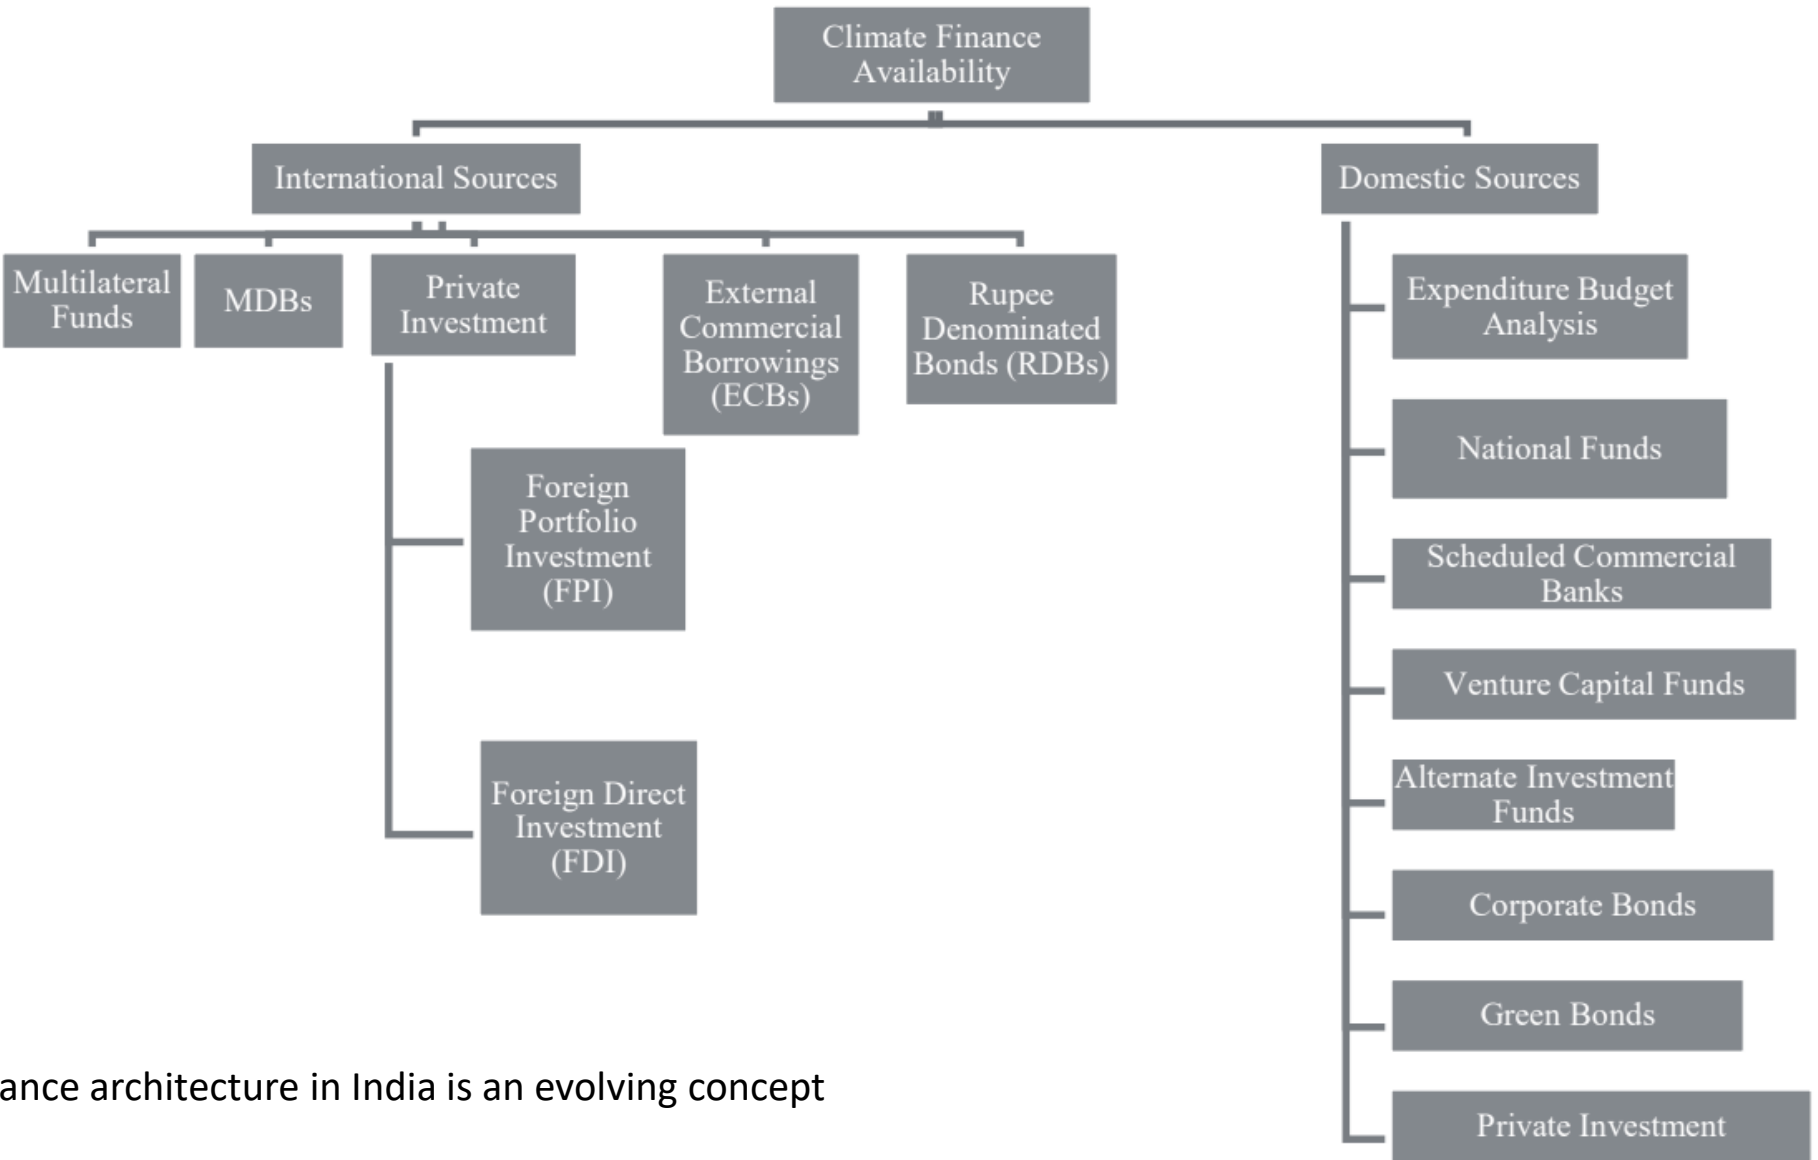 Climate Finance
Availability
International Sources
Domestic Sources
Multilateral
Funds
MDBs
Private
Investment
External
Commercial
Borrowings
(ECBs)
Rupee
Denominated
Bonds (RDBs)
Foreign
Portfolio
Investment
(FPI)
Foreign Direct
Investment
(FDI)
Expenditure Budget
Analysis
National Funds
Scheduled Commercial
Banks
Venture Capital Funds
Alternate Investment
Funds
Corporate Bonds
Green Bonds
Private Investment
architecture in India is an evolving concept